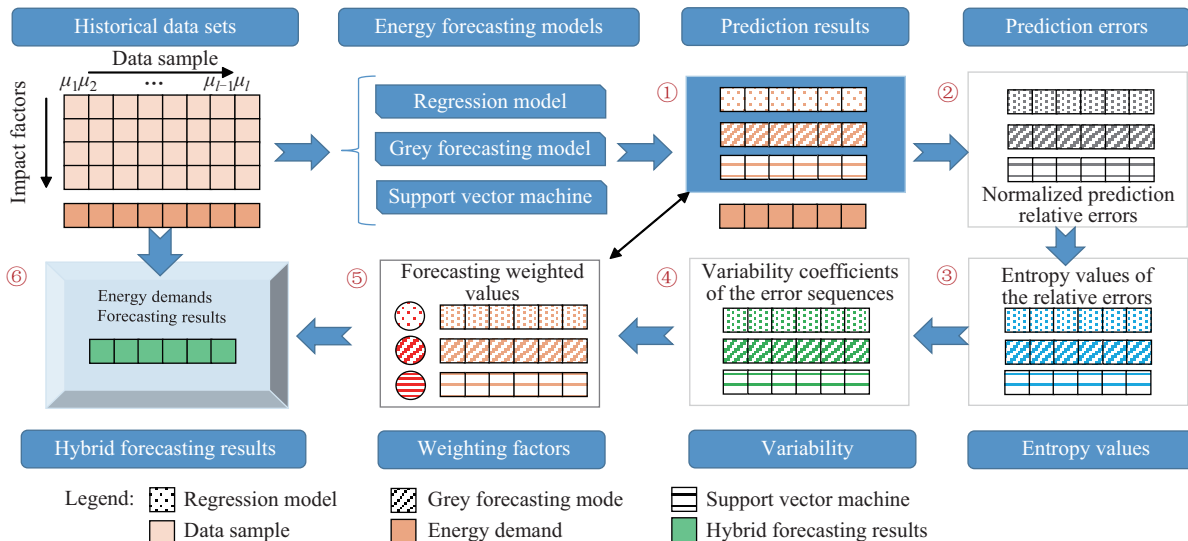 Historical data sets
Energy forecasting models
Prediction results
Prediction errors
Data sample
μ1μ2 ... μl−1μl
Impact factors
Regression model
Grey forecasting model
Support vector machine
①
②
Normalized prediction
relative errors
⑥
Energy demands
Forecasting results
⑤
Forecasting weighted
values
④
Variability coefficients
of the error sequences
③
Entropy values of
the relative errors
Hybrid forecasting results
Weighting factors
Variability
Entropy values
Legend:
Regression model
Grey forecasting mode
Support vector machine
Data sample
Energy demand
Hybrid forecasting results